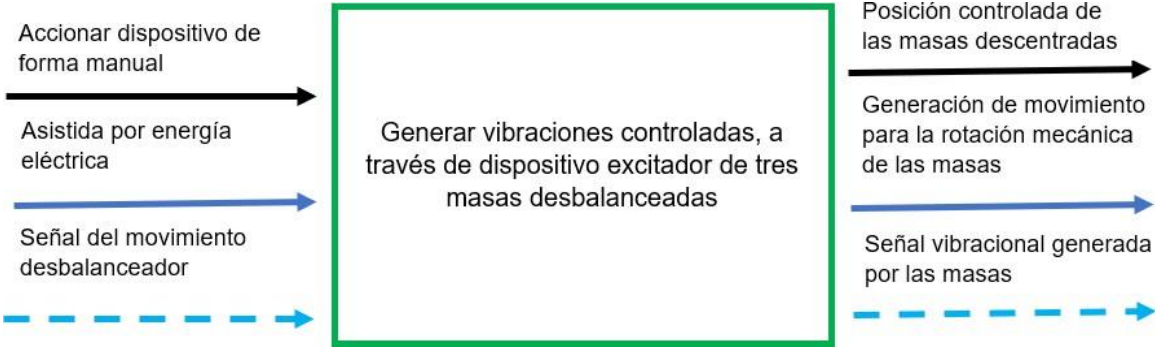 Accionar dispositivo de
forma manual
Asistida por energía
eléctrica
Señal del movimiento
desbalanceador
Generar vibraciones controladas, a
través de dispositivo excitador de tres
masas desbalanceadas
Posición controlada de
las masas descentradas
Generación de movimiento
para la rotación mecánica
de las masas
Señal vibracional generada
por las masas